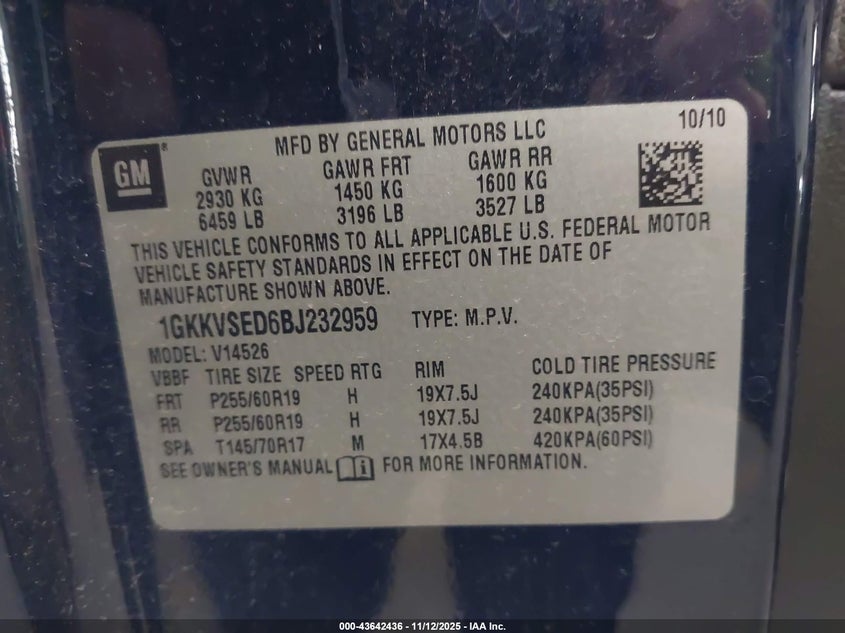 MFD BY GENERAL MOTORS LLC 10/10
GM ®
GVWR GAWR FRT GAWR RR
2930 KG 1450 KG 1600 KG
6459 LB 3196 LB 3527 LB
THIS VEHICLE CONFORMS TO ALL APPLICABLE U.S. FEDERAL MOTOR
VEHICLE SAFETY STANDARDS IN EFFECT ON THE DATE OF
MANUFACTURE SHOWN ABOVE.
1GKKVSED6BJ232959 TYPE: M.P.V.
MODEL: V14526
VBBF TIRE SIZE SPEED RTG RIM COLD TIRE PRESSURE
FRT P255/60R19 H 19X7.5J 240KPA(35PSI)
RR P255/60R19 H 19X7.5J 240KPA(35PSI)
SPA T145/70R17 M 17X4.5B 420KPA(60PSI)
SEE OWNER'S MANUAL i FOR MORE INFORMATION.
000-43642436 - 11/12/2025 - IAA Inc.